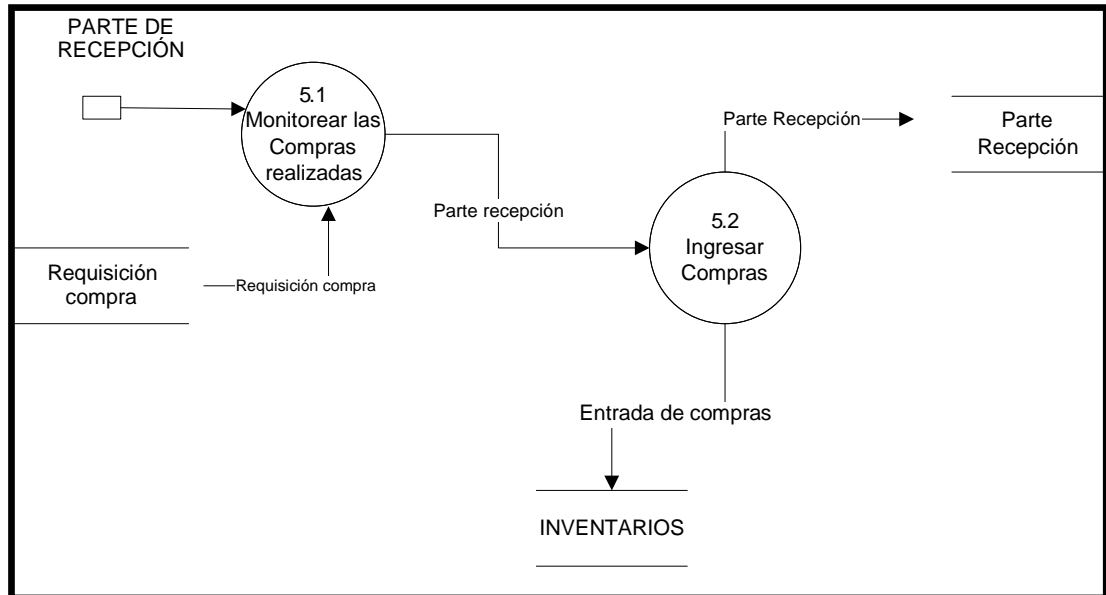 PARTE DE
RECEPCIÓN
5.1
Monitorear las
Compras
realizadas
Parte Recepción
Parte
Recepción
Parte recepción
5.2
Ingresar
Compras
Requisición
compra
Requisición compra
Entrada de compras
INVENTARIOS